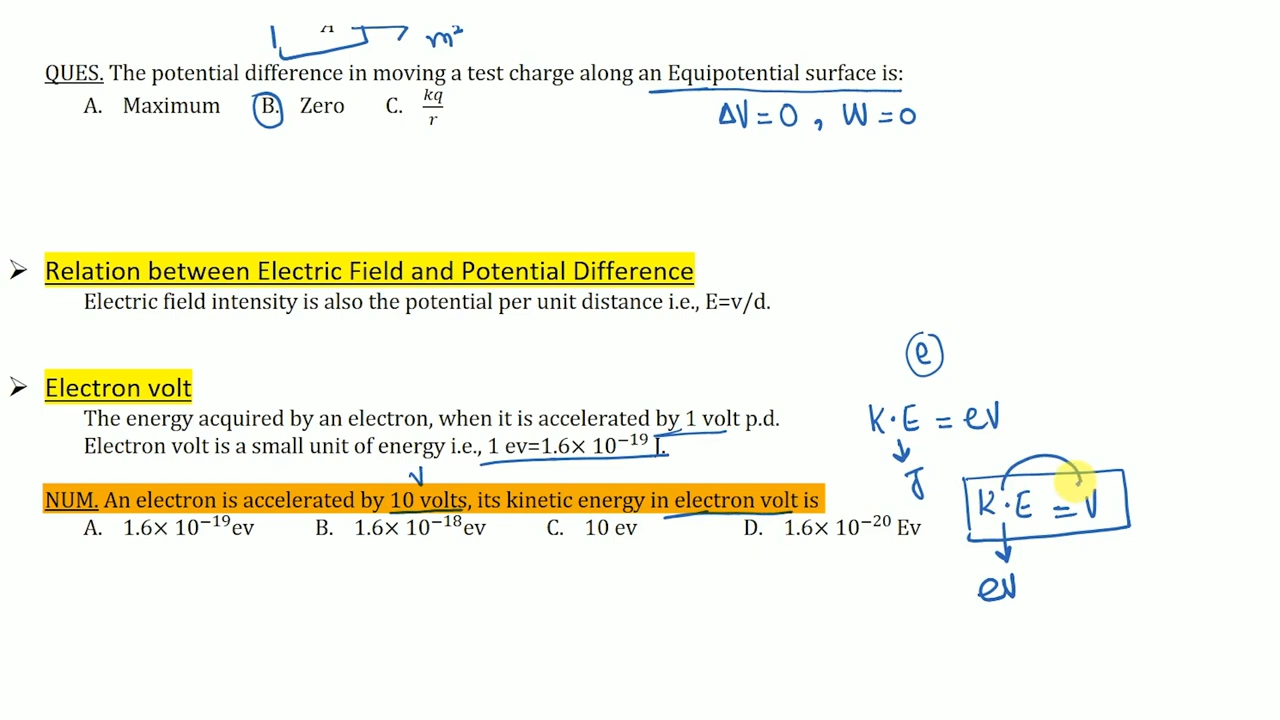 m²
QUES. The potential difference in moving a test charge along an Equipotential surface is:
A. Maximum B. Zero C. kq/r
ΔV = 0 , W = 0
➢ Relation between Electric Field and Potential Difference
Electric field intensity is also the potential per unit distance i.e., E=v/d.
e
➢ Electron volt
The energy acquired by an electron, when it is accelerated by 1 volt p.d.
K.E = eV
Electron volt is a small unit of energy i.e., 1 ev=1.6× 10⁻¹⁹ J.
J
V
NUM. An electron is accelerated by 10 volts, its kinetic energy in electron volt is
K.E = V
A. 1.6× 10⁻¹⁹ev B. 1.6× 10⁻¹⁸ev C. 10 ev D. 1.6× 10⁻²⁰ Ev
eV